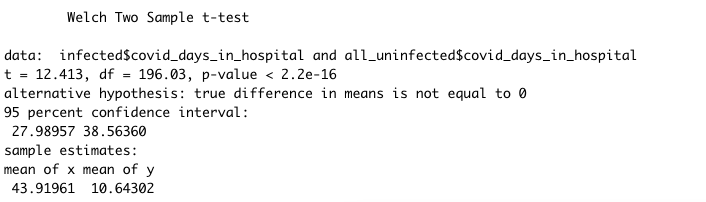 Welch Two Sample t-test
data:  infected$covid_days_in_hospital and all_uninfected$covid_days_in_hospital
t = 12.413, df = 196.03, p-value < 2.2e-16
alternative hypothesis: true difference in means is not equal to 0
95 percent confidence interval:
 27.98957 38.56360
sample estimates:
mean of x mean of y
 43.91961  10.64302